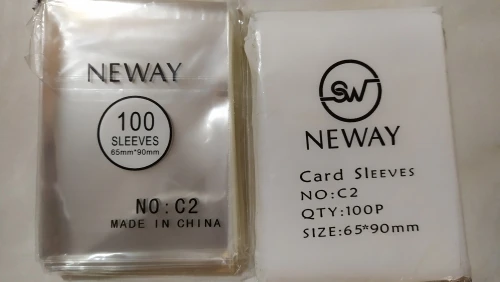 NEWAY
100
SLEEVES
65mm*90mm
NO:C2
MADE IN CHINA
SW
NEWAY
Card Sleeves
NO:C2
QTY:100P
SIZE:65*90mm